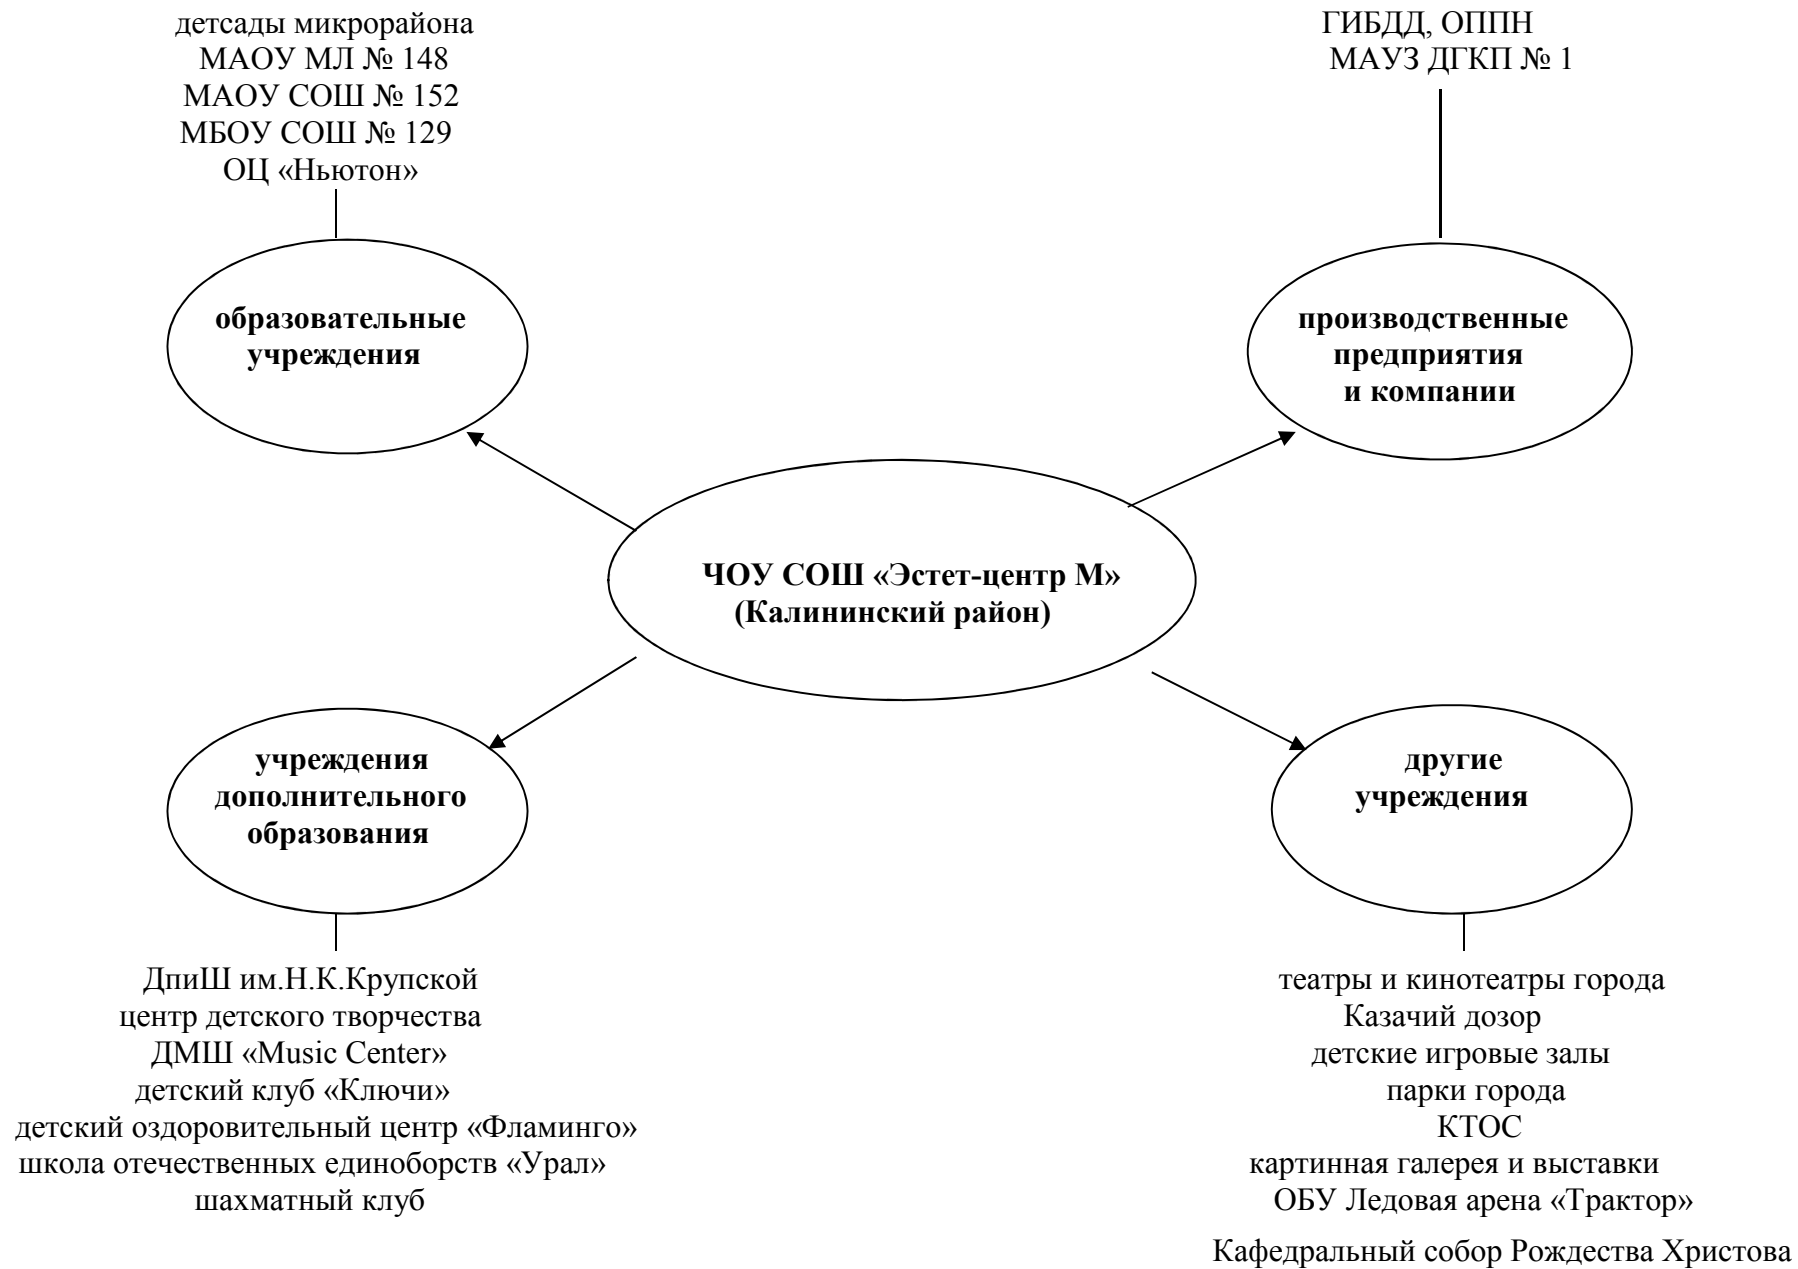 детсады микрорайона
МАОУ МЛ № 148
МАОУ СОШ № 152
МБОУ СОШ № 129
ОЦ «Ньютон»
ГИБДД, ОППН
МАУЗ ДГКП № 1
образовательные
учреждения
производственные
предприятия
и компании
ЧОУ СОШ «Эстет-центр М»
(Калининский район)
учреждения
дополнительного
образования
другие
учреждения
ДпиШ им.Н.К.Крупской
центр детского творчества
ДМШ «Music Center»
детский клуб «Ключи»
детский оздоровительный центр «Фламинго»
школа отечественных единоборств «Урал»
шахматный клуб
театры и кинотеатры города
Казачий дозор
детские игровые залы
парки города
КТОС
картинная галерея и выставки
ОБУ Ледовая арена «Трактор»
Кафедральный собор Рождества Христова